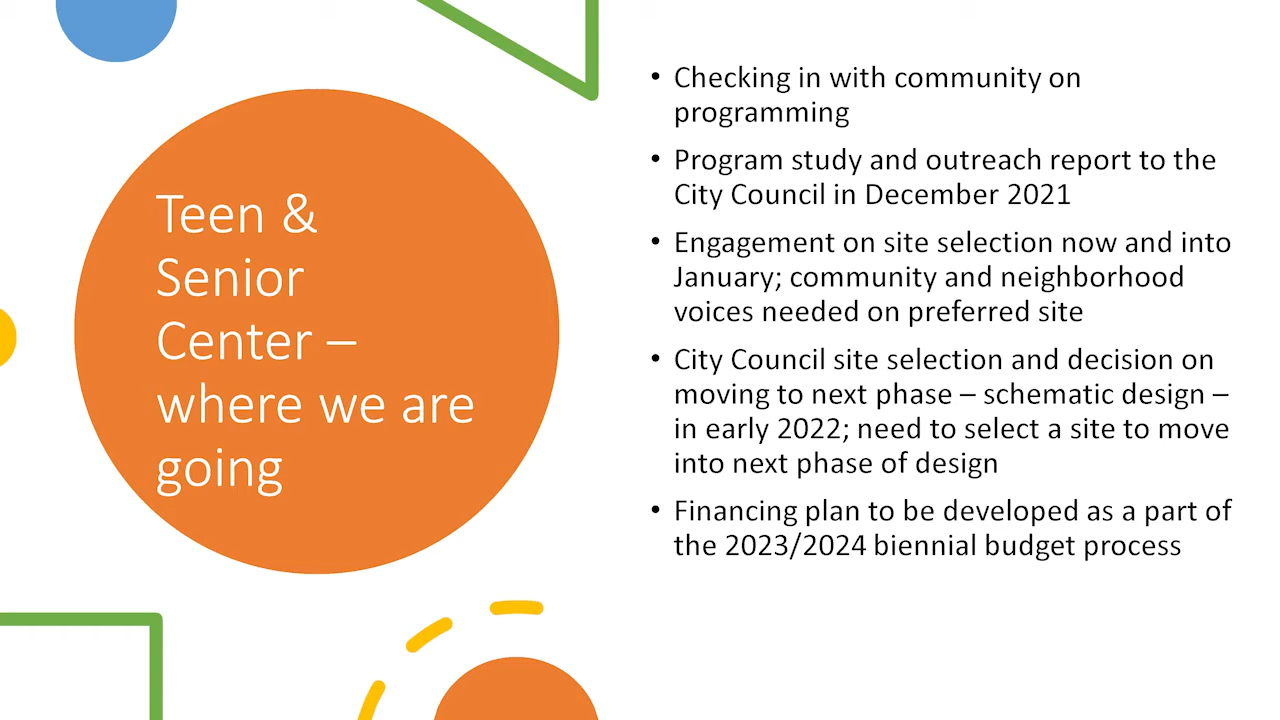 Teen &
Senior
Center –
where we are
going
• Checking in with community on
programming
• Program study and outreach report to the
City Council in December 2021
• Engagement on site selection now and into
January; community and neighborhood
voices needed on preferred site
• City Council site selection and decision on
moving to next phase – schematic design –
in early 2022; need to select a site to move
into next phase of design
• Financing plan to be developed as a part of
the 2023/2024 biennial budget process